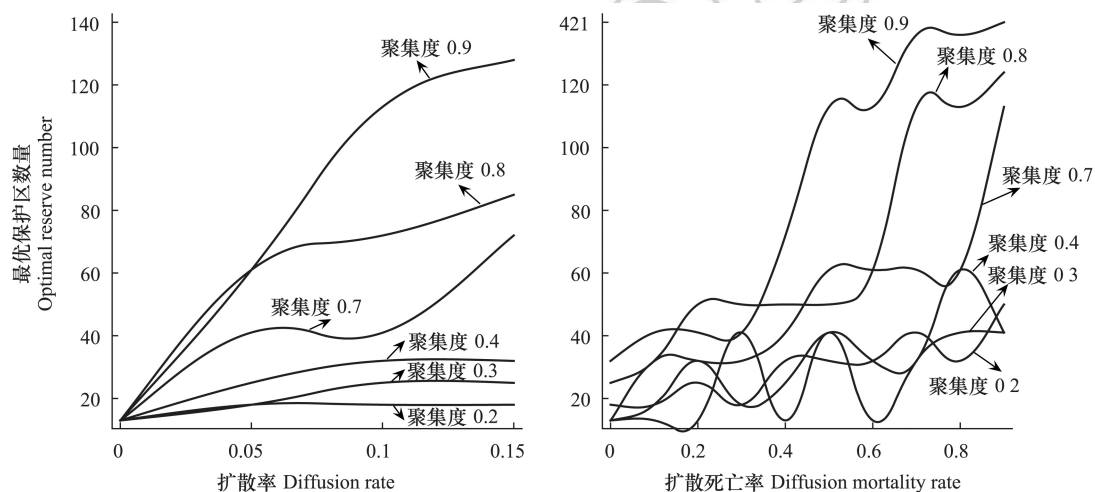 最优保护区数量
Optimal reserve number
140
120
100
80
60
40
20
0
0.05
0.1
0.15
扩散率 Diffusion rate
聚集度 0.9
聚集度 0.8
聚集度 0.7
聚集度 0.4
聚集度 0.3
聚集度 0.2
421
120
100
80
60
40
20
0
0.2
0.4
0.6
0.8
扩散死亡率 Diffusion mortality rate
聚集度 0.9
聚集度 0.8
聚集度 0.7
聚集度 0.4
聚集度 0 3
聚集度 0 2